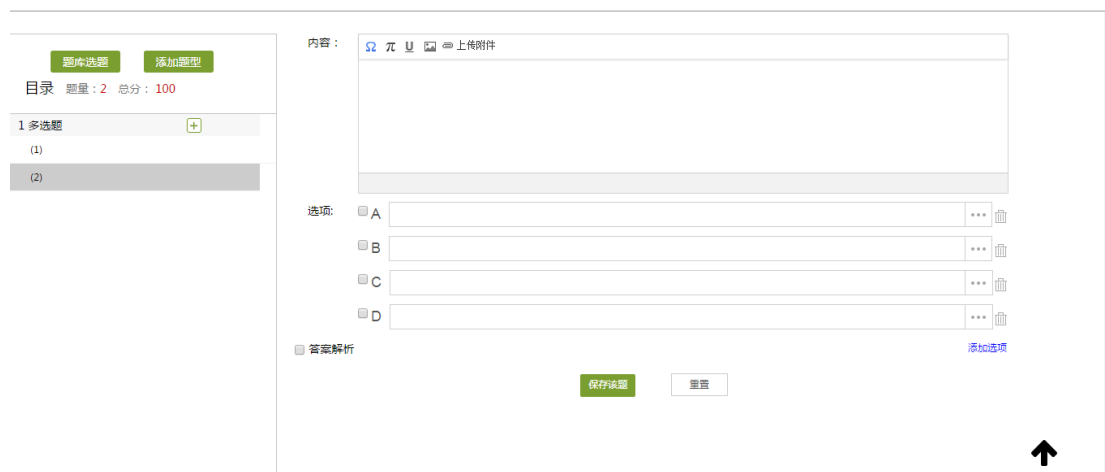 题库选题 添加题型
目录 题量：2 总分：100
1 多选题
(1)
(2)
内容：
Ω π U 上传附件
选项:
A
B
C
D
答案解析
添加选项
保存该题 重置